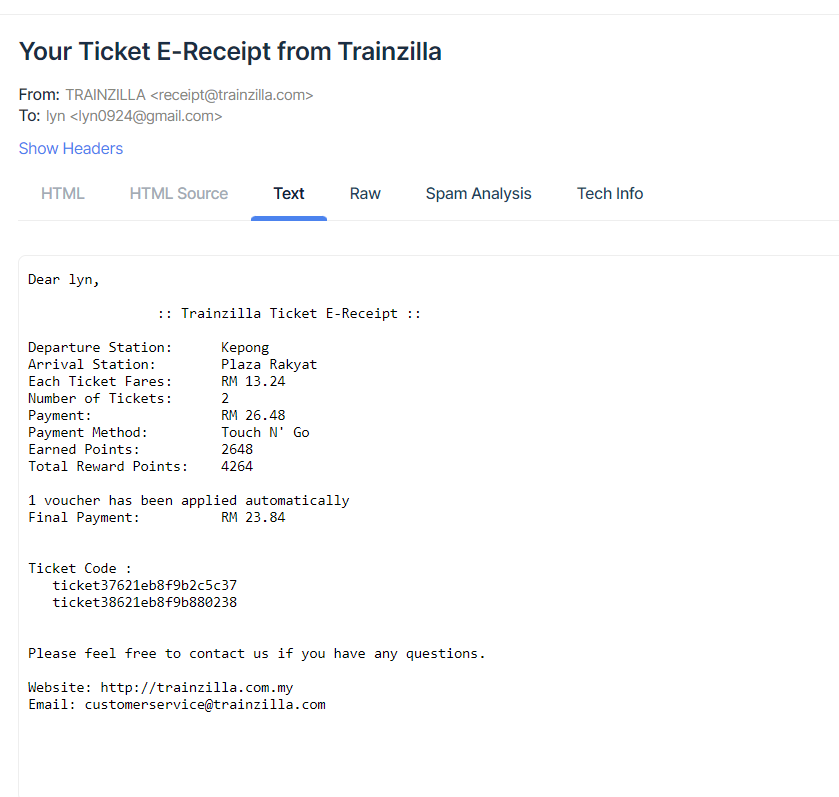 Your Ticket E-Receipt from Trainzilla
From: TRAINZILLA <receipt@trainzilla.com>
To: lyn <lyn0924@gmail.com>
Show Headers
HTML HTML Source Text Raw Spam Analysis Tech Info
Dear lyn,
:: Trainzilla Ticket E-Receipt ::
Departure Station: Kepong
Arrival Station: Plaza Rakyat
Each Ticket Fares: RM 13.24
Number of Tickets: 2
Payment: RM 26.48
Payment Method: Touch N' Go
Earned Points: 2648
Total Reward Points: 4264
1 voucher has been applied automatically
Final Payment: RM 23.84
Ticket Code :
ticket37621eb8f9b2c5c37
ticket38621eb8f9b880238
Please feel free to contact us if you have any questions.
Website: http://trainzilla.com.my
Email: customerservice@trainzilla.com